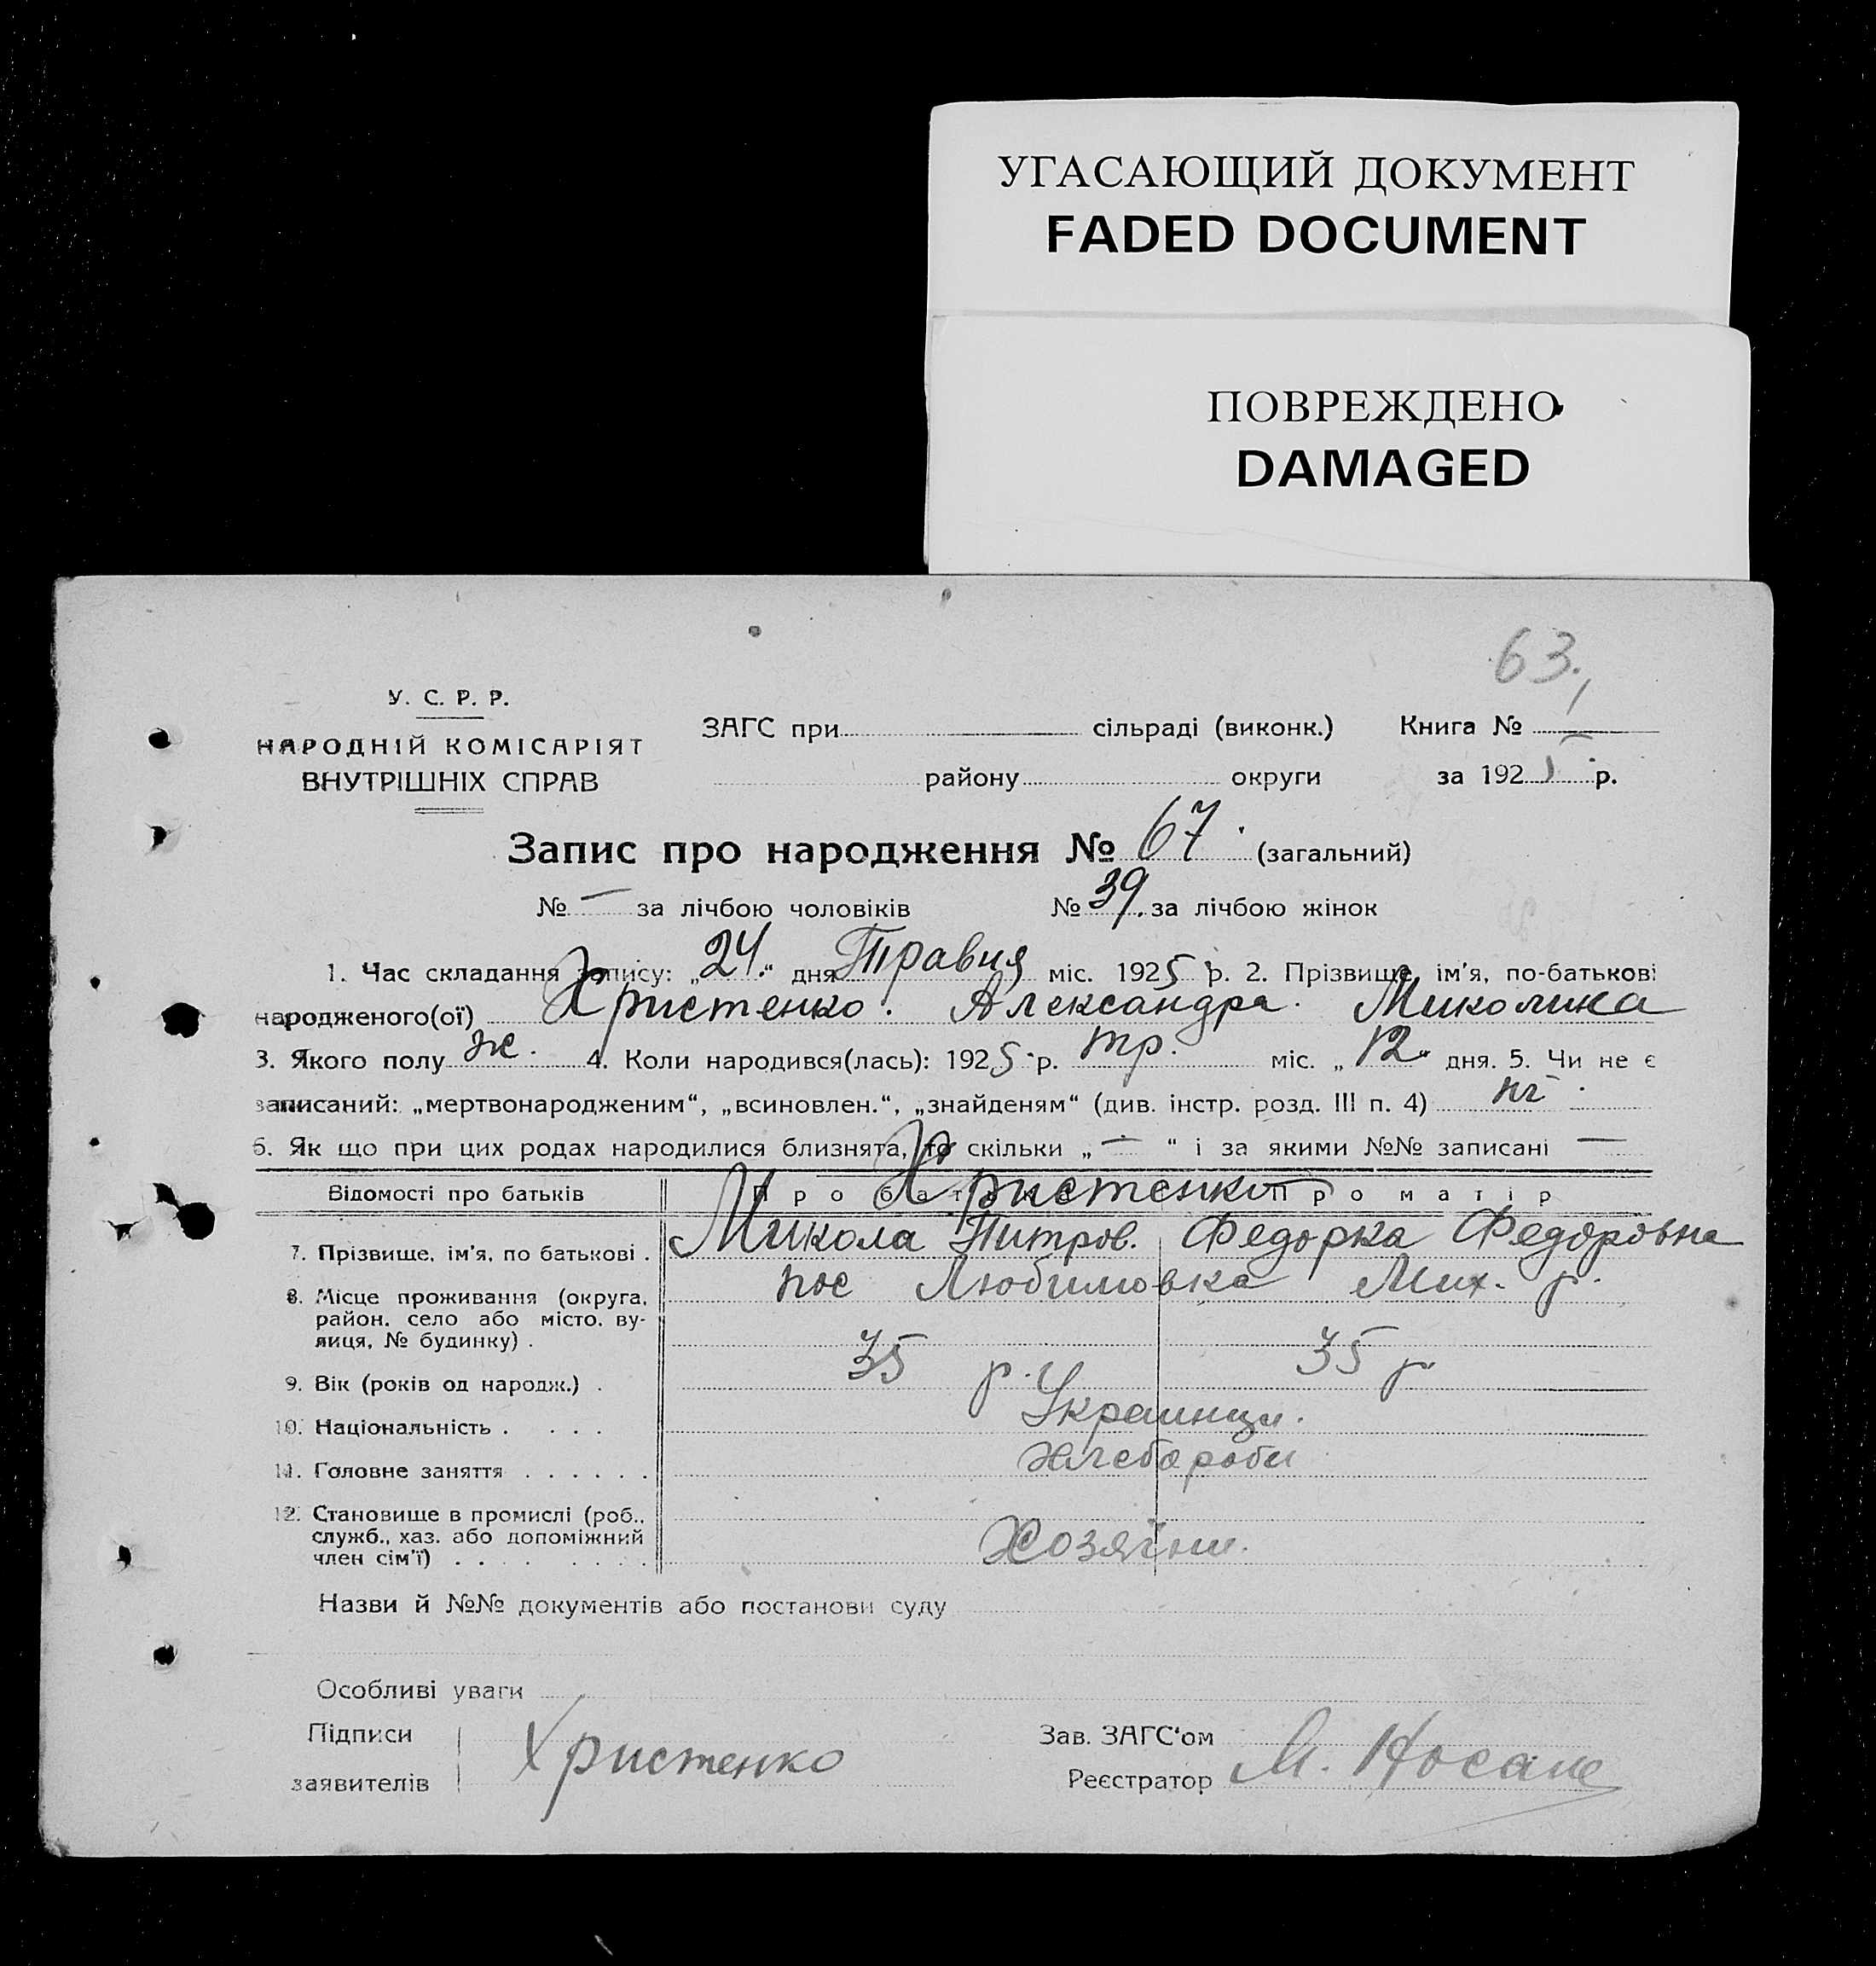 УГАСАЮЩИЙ ДОКУМЕНТ
FADED DOCUMENT
ПОВРЕЖДЕНО
DAMAGED
63.,
У. С. Р. Р.
НАРОДНІЙ КОМІСАРІЯТ
ВНУТРІШНІХ СПРАВ
ЗАГС при сільраді (виконк.) Книга №
району округи за 1925 р.
Запис про народження № 67. (загальний)
№ — за лічбою чоловіків № 39. за лічбою жінок
1. Час складання запису: „24.“ дня Травня міс. 1925 р. 2. Прізвище, ім'я, по-батькові
народженого(ої) Христенко. Александра. Миколина
3. Якого полу ж. 4. Коли народився(лась): 1925 р. тр. міс. „12“ дня. 5. Чи не є
записаний: „мертвонародженим“, „всиновлен.“, „знайденям“ (див. інстр. розд. III п. 4) ні
6. Як що при цих родах народилися близнята, то скільки „—“ і за якими №№ записані —
Відомості про батьків Про батька Про матір
Христенко
7. Прізвище, ім'я, по батькові . Микола Питров. Федорка Федоровна
8. Місце проживання (округа, район, село або місто, вулиця, № будинку) . пос Любимовка Мих. р.
9. Вік (років од народж.) . 35 р. 35 р
10. Національність . . . . Украинци.
11. Головне заняття . . . . . . Хлебороби
12. Становище в промислі (роб., служб., хаз. або допоміжний член сім'ї) . . . . . . . Хозяїни.
Назви й №№ документів або постанови суду
Особливі уваги
Підписи заявителів Христенко
Зав. ЗАГС'ом
Реєстратор М.